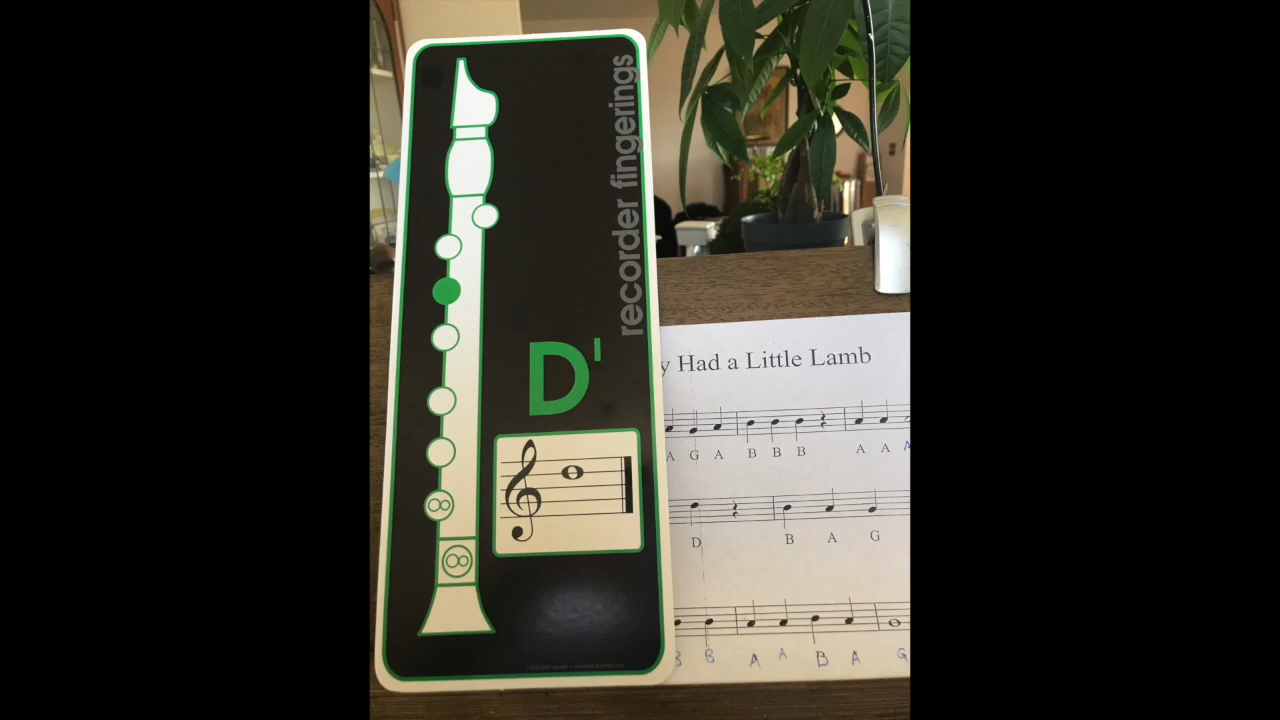 recorder fingerings
D'
y Had a Little Lamb
A G A B B B A A A
D B A G
B B A A B A G